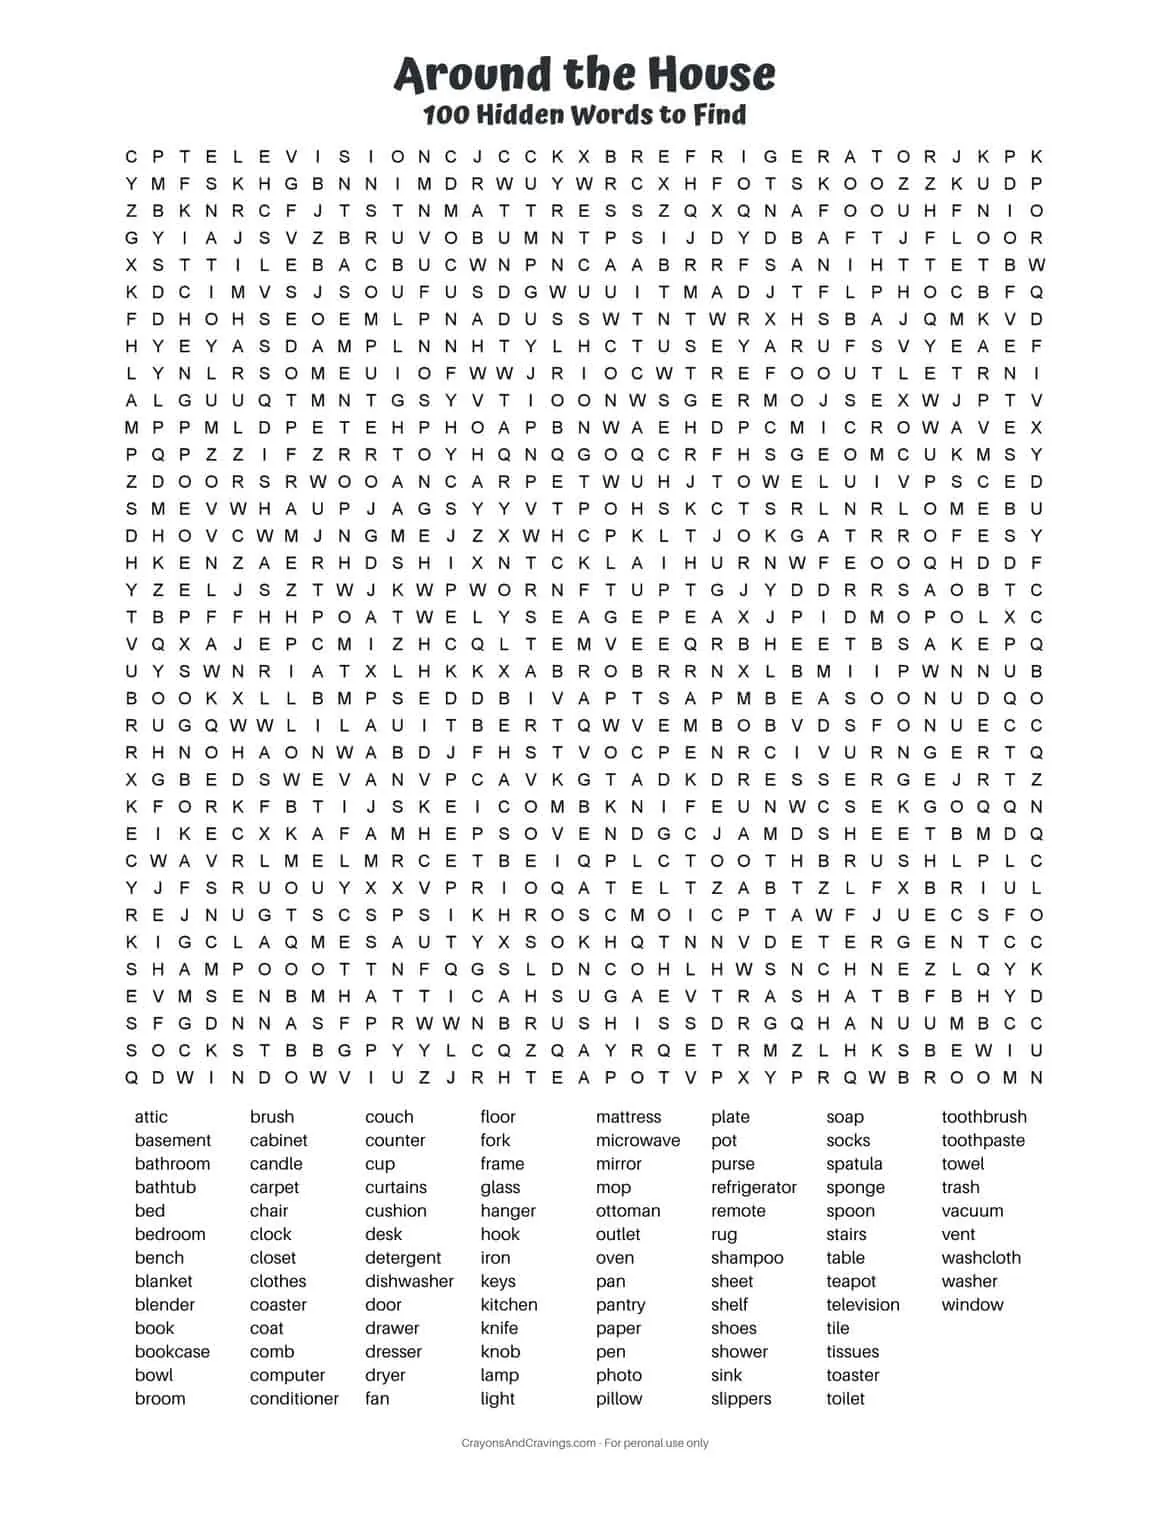 Around the House
100 Hidden Words to Find
C P T E L E V I S I O N C J C C K X B R E F R I G E R A T O R J K P K
Y M F S K H G B N N I M D R W U Y W R C X H F O T S K O O Z Z K U D P
Z B K N R C F J T S T N M A T T R E S S Z Q X Q N A F O O U H F N I O
G Y I A J S V Z B R U V O B U M N T P S I J D Y D B A F T J F L O O R
X S T T I L E B A C B U C W N P N C A A B R R F S A N I H T T E T B W
K D C I M V S J S O U F U S D G W U U I T M A D J T F L P H O C B F Q
F D H O H S E O E M L P N A D U S S W T N T W R X H S B A J Q M K V D
H Y E Y A S D A M P L N N H T Y L H C T U S E Y A R U F S V Y E A E F
L Y N L R S O M E U I O F W W J R I O C W T R E F O O U T L E T R N I
A L G U U Q T M N T G S Y V T I O O N W S G E R M O J S E X W J P T V
M P P M L D P E T E H P H O A P B N W A E H D P C M I C R O W A V E X
P Q P Z Z I F Z R R T O Y H Q N Q G O Q C R F H S G E O M C U K M S Y
Z D O O R S R W O O A N C A R P E T W U H J T O W E L U I V P S C E D
S M E V W H A U P J A G S Y Y V T P O H S K C T S R L N R L O M E B U
D H O V C W M J N G M E J Z X W H C P K L T J O K G A T R R O F E S Y
H K E N Z A E R H D S H I X N T C K L A I H U R N W F E O O Q H D D F
Y Z E L J S Z T W J K W P W O R N F T U P T G J Y D D R R S A O B T C
T B P F F H H P O A T W E L Y S E A G E P E A X J P I D M O P O L X C
V Q X A J E P C M I Z H C Q L T E M V E E Q R B H E E T B S A K E P Q
U Y S W N R I A T X L H K K X A B R O B R R N X L B M I I P W N N U B
B O O K X L L B M P S E D D B I V A P T S A P M B E A S O O N U D Q O
R U G Q W W L I L A U I T B E R T Q W V E M B O B V D S F O N U E C C
R H N O H A O N W A B D J F H S T V O C P E N R C I V U R N G E R T Q
X G B E D S W E V A N V P C A V K G T A D K D R E S S E R G E J R T Z
K F O R K F B T I J S K E I C O M B K N I F E U N W C S E K G O Q Q N
E I K E C X K A F A M H E P S O V E N D G C J A M D S H E E T B M D Q
C W A V R L M E L M R C E T B E I Q P L C T O O T H B R U S H L P L C
Y J F S R U O U Y X X V P R I O Q A T E L T Z A B T Z L F X B R I U L
R E J N U G T S C S P S I K H R O S C M O I C P T A W F J U E C S F O
K I G C L A Q M E S A U T Y X S O K H Q T N N V D E T E R G E N T C C
S H A M P O O O T T N F Q G S L D N C O H L H W S N C H N E Z L Q Y K
E V M S E N B M H A T T I C A H S U G A E V T R A S H A T B F B H Y D
S F G D N N A S F P R W W N B R U S H I S S D R G Q H A N U U M B C C
S O C K S T B B G P Y Y L C Q Z Q A Y R Q E T R M Z L H K S B E W I U
Q D W I N D O W V I U Z J R H T E A P O T V P X Y P R Q W B R O O M N
attic brush couch floor mattress plate soap toothbrush
basement cabinet counter fork microwave pot socks toothpaste
bathroom candle cup frame mirror purse spatula towel
bathtub carpet curtains glass mop refrigerator sponge trash
bed chair cushion hanger ottoman remote spoon vacuum
bedroom clock desk hook outlet rug stairs vent
bench closet detergent iron oven shampoo table washcloth
blanket clothes dishwasher keys pan sheet teapot washer
blender coaster door kitchen pantry shelf television window
book coat drawer knife paper shoes tile
bookcase comb dresser knob pen shower tissues
bowl computer dryer lamp photo sink toaster
broom conditioner fan light pillow slippers toilet
CrayonsAndCravings.com - For peronal use only